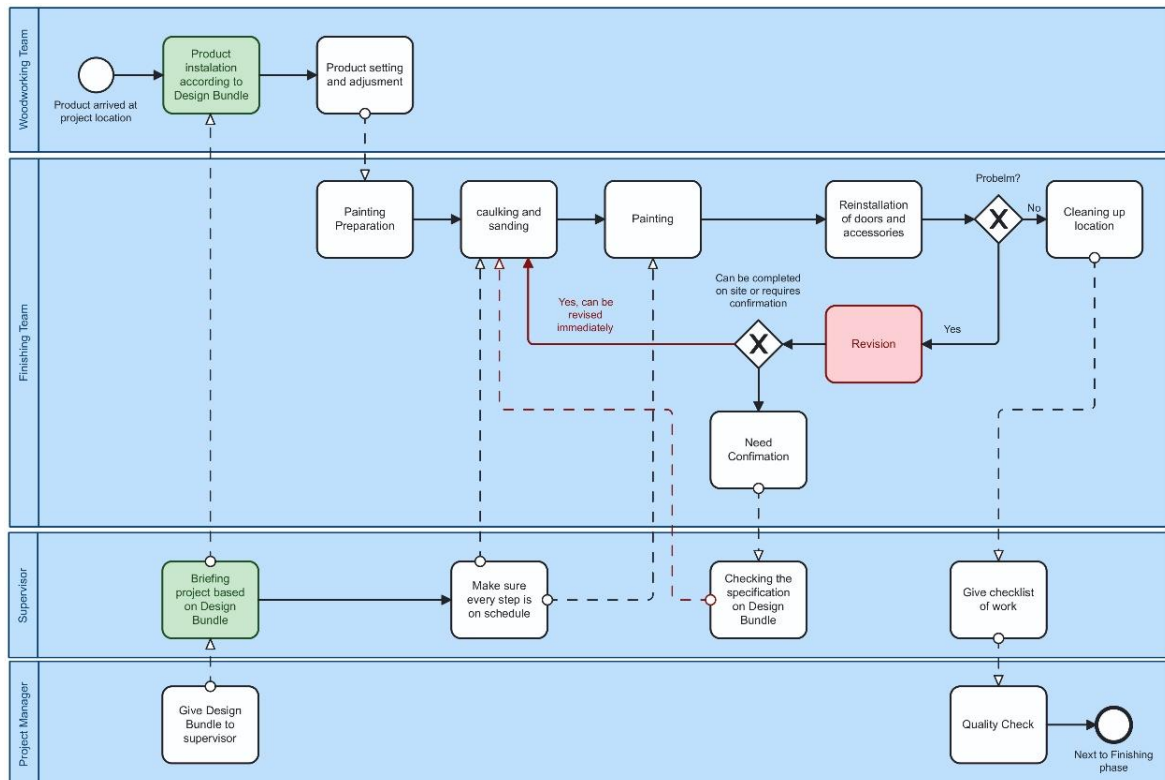 Woodworking Team
Product arrived at
project location
Product
instalation
according to
Design Bundle
Product setting
and adjusment
Finishing Team
Painting
Preparation
caulking and
sanding
Painting
Reinstallation
of doors and
accessories
Probelm?
X
No
Cleaning up
location
Can be completed
on site or requires
confirmation
Yes, can be
revised
immediately
X
Revision
Yes
Need
Confimation
Supervisor
Briefing
project based
on Design
Bundle
Make sure
every step is
on schedule
Checking the
specification
on Design
Bundle
Give checklist
of work
Project Manager
Give Design
Bundle to
supervisor
Quality Check
Next to Finishing
phase